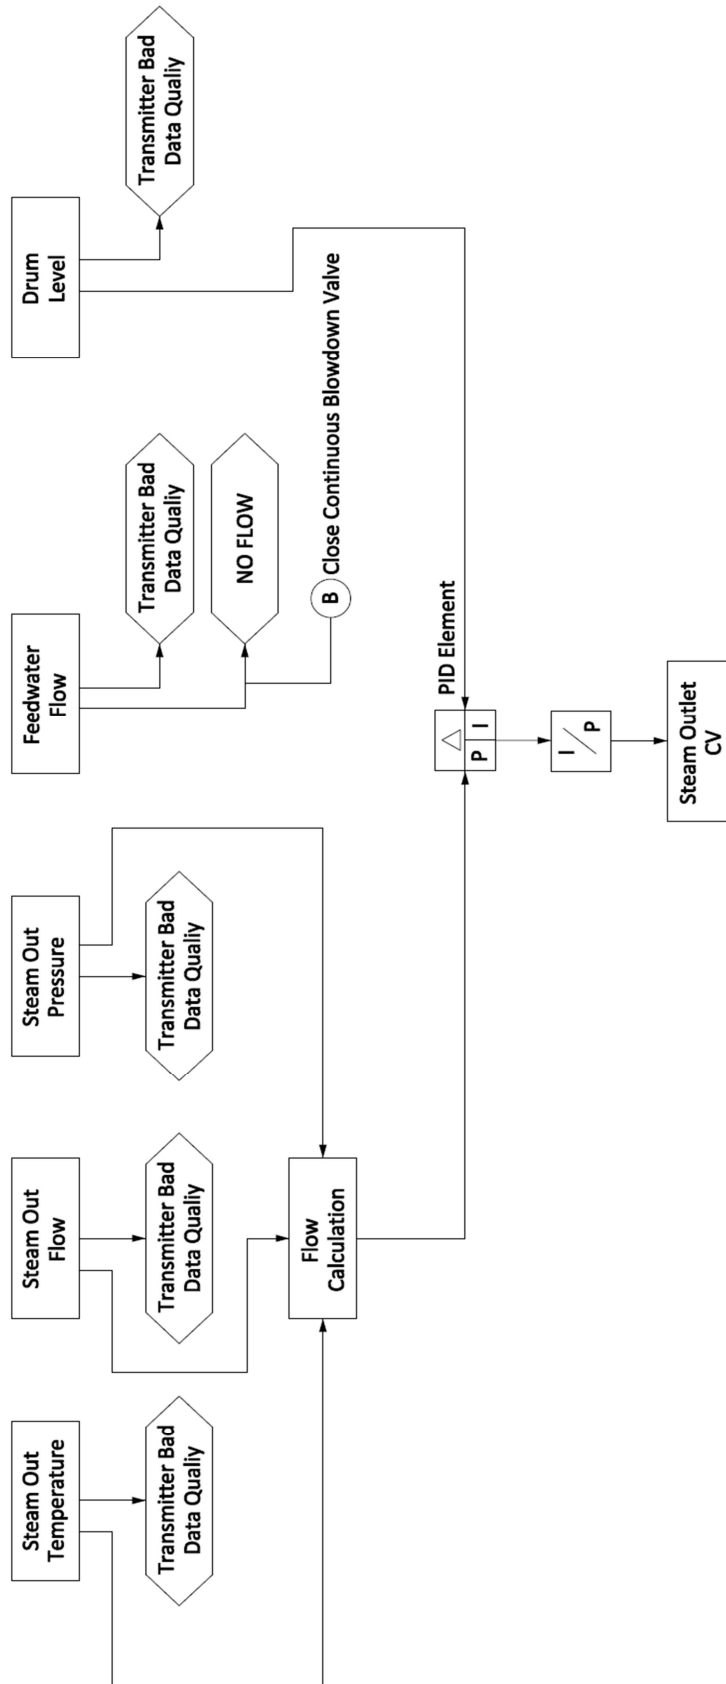 Steam Out
Temperature
Steam Out
Flow
Steam Out
Pressure
Feedwater
Flow
Drum
Level
Transmitter Bad
Data Qualiy
Transmitter Bad
Data Qualiy
Transmitter Bad
Data Qualiy
Transmitter Bad
Data Qualiy
Transmitter Bad
Data Qualiy
NO FLOW
B Close Continuous Blowdown Valve
Flow
Calculation
PID Element
P I
I/P
Steam Outlet
CV